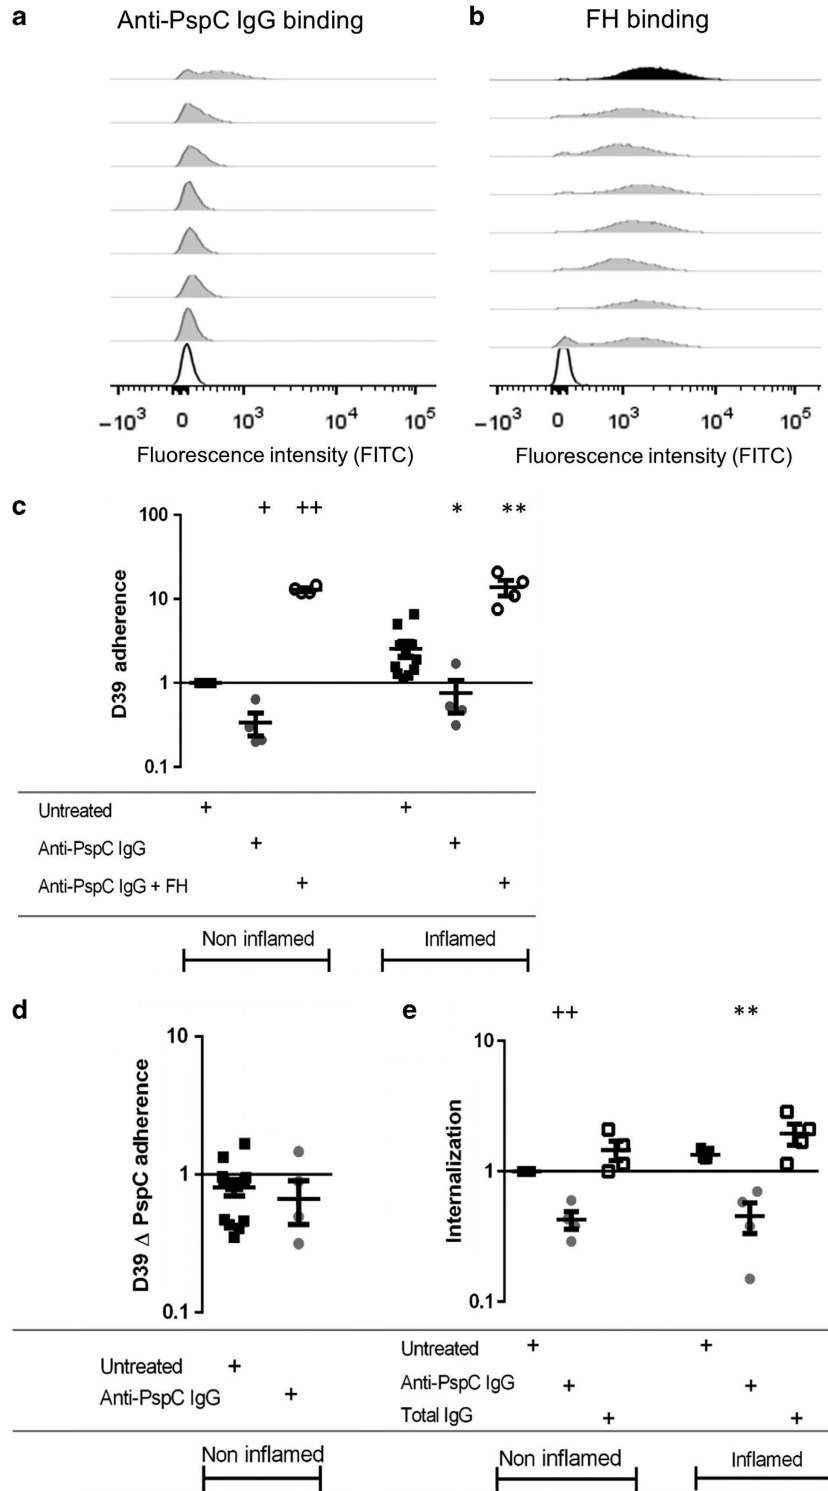 a
Anti-PspC IgG binding
−10³ 0 10³ 10⁴ 10⁵
Fluorescence intensity (FITC)
b
FH binding
−10³ 0 10³ 10⁴ 10⁵
Fluorescence intensity (FITC)
c
+ ++ * **
D39 adherence
100
10
1
0.1
Untreated + +
Anti-PspC IgG + +
Anti-PspC IgG + FH + +
Non inflamed Inflamed
d
D39 Δ PspC adherence
10
1
0.1
Untreated +
Anti-PspC IgG +
Non inflamed
e
++ **
Internalization
10
1
0.1
Untreated + +
Anti-PspC IgG + +
Total IgG + +
Non inflamed Inflamed